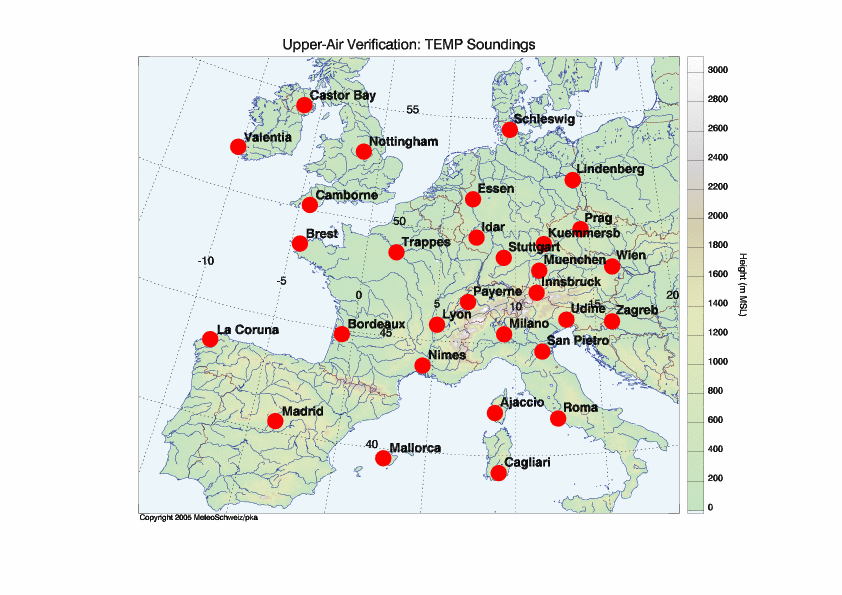 Upper-Air Verification: TEMP Soundings
3000
Castor Bay
2800
55
Schleswig
Valentia
Nottingham
2600
2400
Lindenberg
2200
Essen
Camborne
2000
50
Prag
Idar
Kuemmersb
Brest
Trappes
Stuttgart
1800
Wien
-10
Muenchen
1600
-5
Innsbruck
Height (m MSL)
0
Payerne
20
5
10
15
1400
Lyon
Udine
Zagreb
La Coruna
Bordeaux
45
Milano
1200
San Pietro
Nimes
1000
800
Ajaccio
Roma
Madrid
600
40
Mallorca
400
Cagliari
200
0
Copyright 2005 MeteoSchweiz/pka